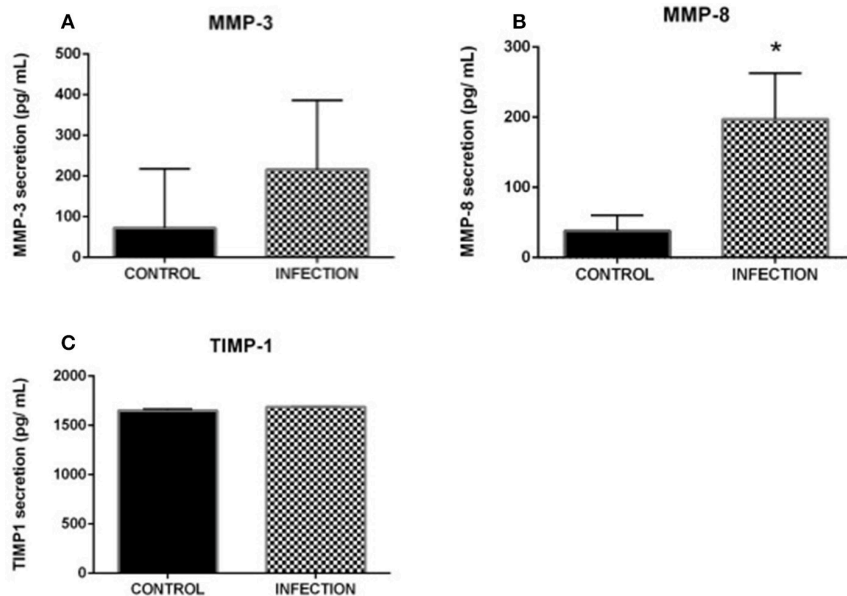 A
MMP-3
MMP-3 secretion (pg/ mL)
500
400
300
200
100
0
CONTROL
INFECTION
B
MMP-8
MMP-8 secretion (pg/ mL)
300
200
100
0
*
CONTROL
INFECTION
C
TIMP-1
TIMP1 secretion (pg/ mL)
2000
1500
1000
500
0
CONTROL
INFECTION